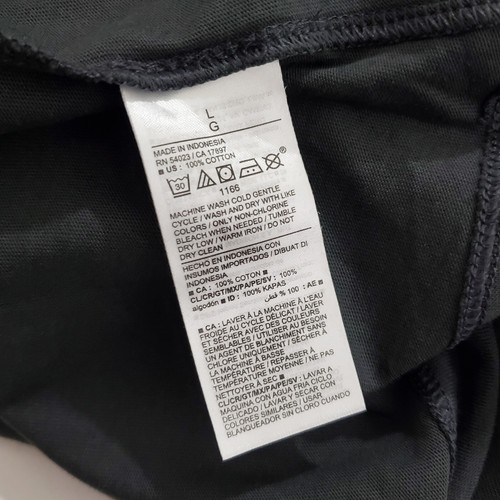 L
G
MADE IN INDONESIA
RN 54023 / CA 17897
■ US : 100% COTTON
30
1166
MACHINE WASH COLD GENTLE
CYCLE / WASH AND DRY WITH LIKE
COLORS / ONLY NON-CHLORINE
BLEACH WHEN NEEDED / TUMBLE
DRY LOW / WARM IRON / DO NOT
DRY CLEAN
HECHO EN INDONESIA CON
INSUMOS IMPORTADOS / DIBUAT DI
INDONESIA
■ CA : 100% COTON ■
CL/CR/GT/MX/PA/PE/SV : 100%
algodón ■ ID : 100% KAPAS
قطن 100 % : AE ■
■ CA : LAVER À LA MACHINE À L'EAU
FROIDE AU CYCLE DÉLICAT / LAVER
ET SÉCHER AVEC DES COULEURS
SEMBLABLES / UTILISER AU BESOIN
UN AGENT DE BLANCHIMENT SANS
CHLORE UNIQUEMENT / SÉCHER À
LA MACHINE À BASSE
TEMPÉRATURE / REPASSER À
TEMPÉRATURE MOYENNE / NE PAS
NETTOYER À SEC ■
CL/CR/GT/MX/PA/PE/SV : LAVAR A
MAQUINA CON AGUA FRIA CICLO
DELICADO / LAVAR Y SECAR CON
COLORES SIMILARES / USAR
BLANQUEADOR SIN CLORO CUANDO